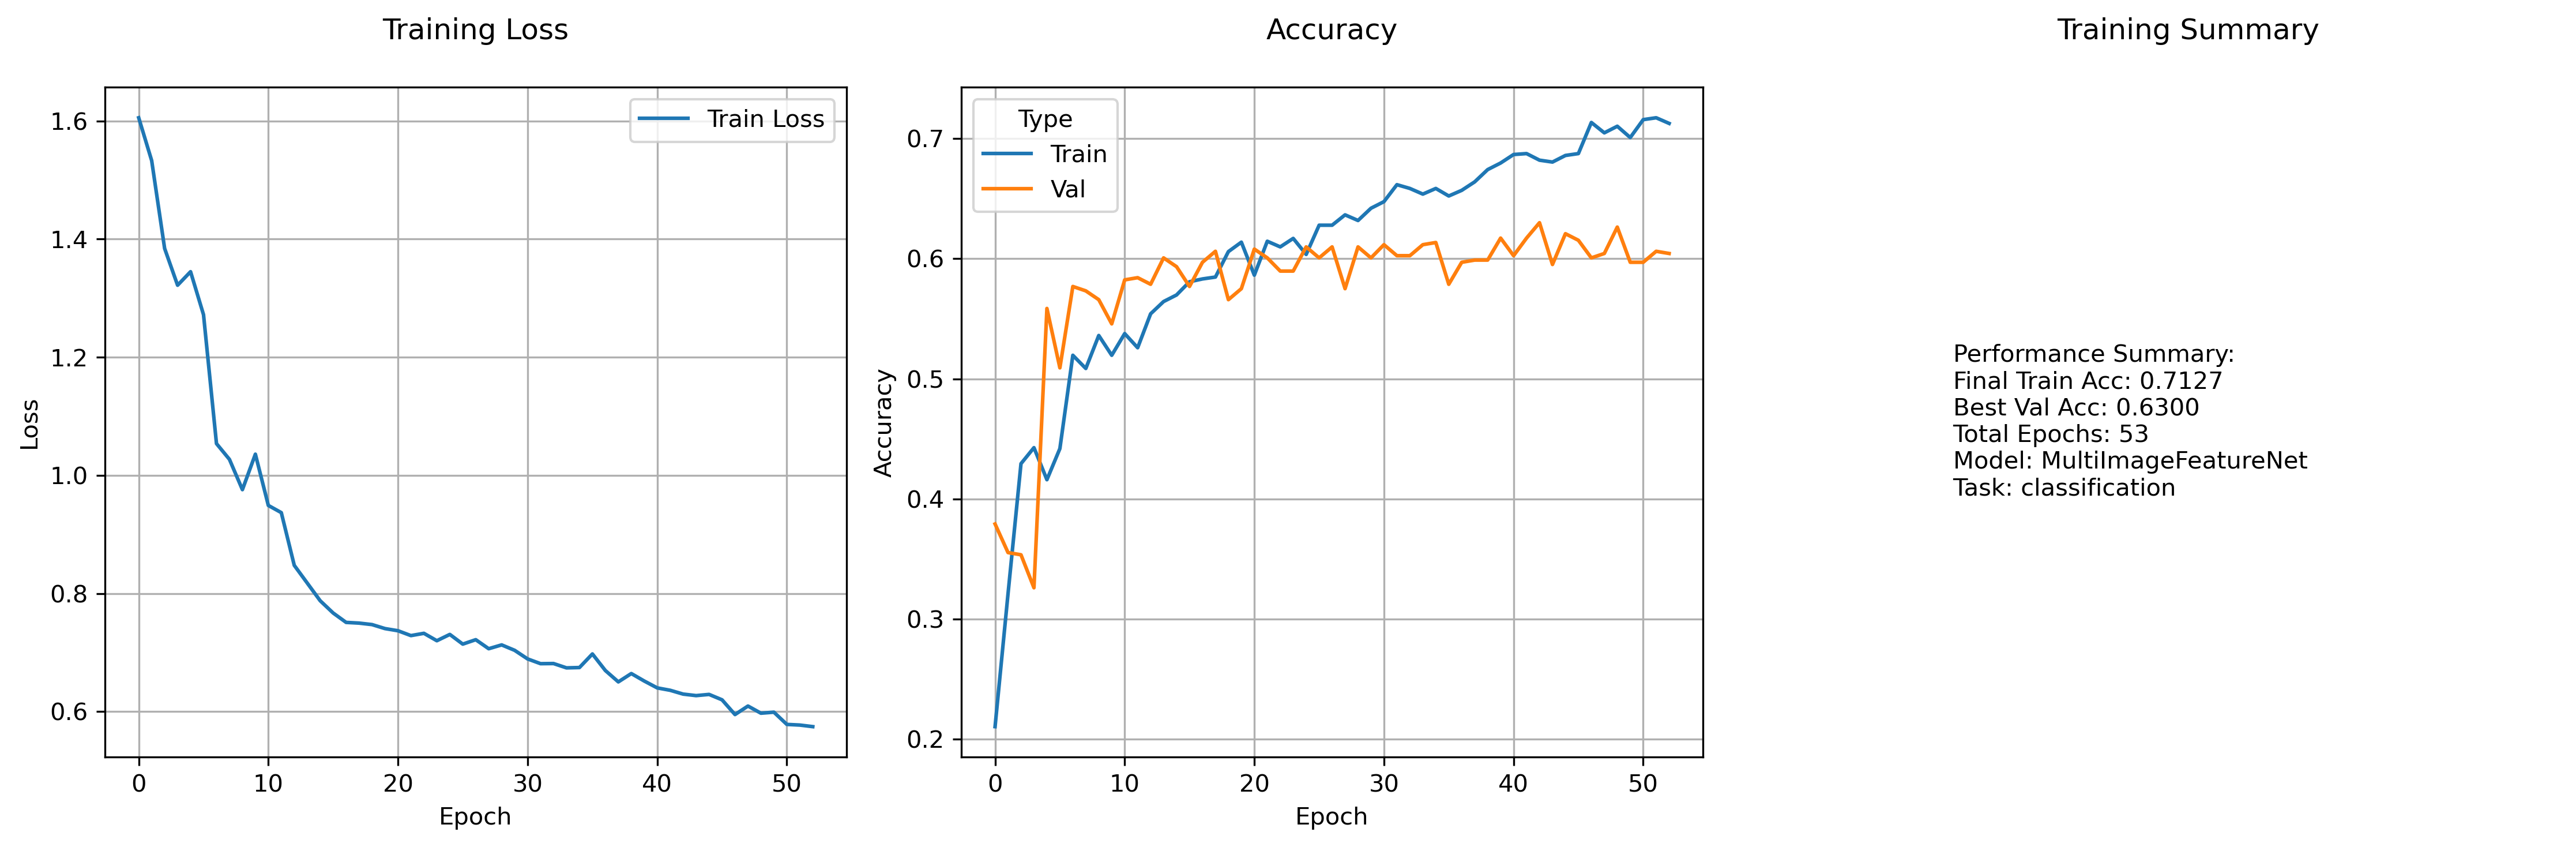 Training Loss
Train Loss
1.6
1.4
1.2
1.0
0.8
0.6
Loss
0 10 20 30 40 50
Epoch
Accuracy
Type
Train
Val
0.7
0.6
0.5
0.4
0.3
0.2
Accuracy
0 10 20 30 40 50
Epoch
Training Summary
Performance Summary:
Final Train Acc: 0.7127
Best Val Acc: 0.6300
Total Epochs: 53
Model: MultiImageFeatureNet
Task: classification